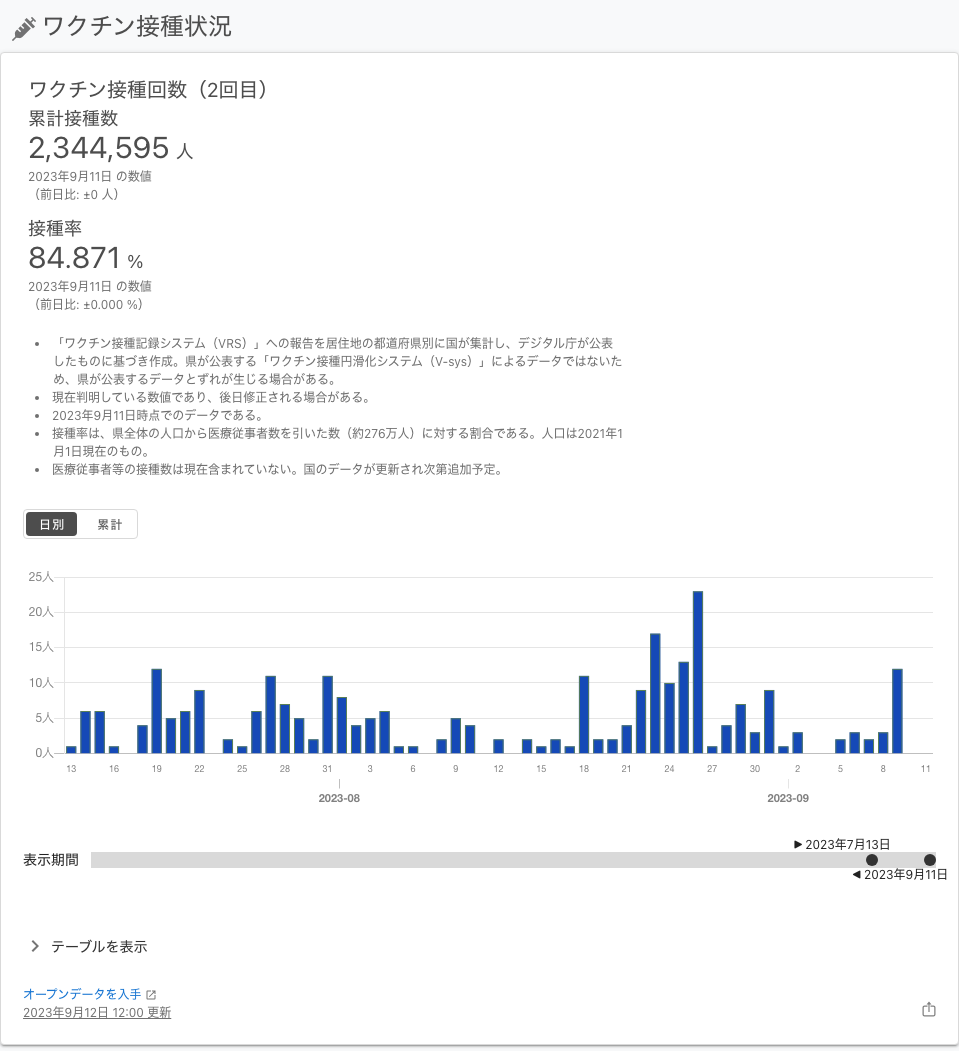 ワクチン接種状況
ワクチン接種回数（2回目）
累計接種数
2,344,595 人
2023年9月11日 の数値
（前日比: ±0 人）
接種率
84.871 %
2023年9月11日 の数値
（前日比: ±0.000 %）
• 「ワクチン接種記録システム（VRS）」への報告を居住地の都道府県別に国が集計し、デジタル庁が公表
したものに基づき作成。県が公表する「ワクチン接種円滑化システム（V-sys）」によるデータではないた
め、県が公表するデータとずれが生じる場合がある。
• 現在判明している数値であり、後日修正される場合がある。
• 2023年9月11日時点でのデータである。
• 接種率は、県全体の人口から医療従事者数を引いた数（約276万人）に対する割合である。人口は2021年1
月1日現在のもの。
• 医療従事者等の接種数は現在含まれていない。国のデータが更新され次第追加予定。
日別 累計
25人
20人
15人
10人
5人
0人
13 16 19 22 25 28 31 3 6 9 12 15 18 21 24 27 30 2 5 8 11
2023-08 2023-09
▶ 2023年7月13日
表示期間
◀ 2023年9月11日
テーブルを表示
オープンデータを入手
2023年9月12日 12:00 更新